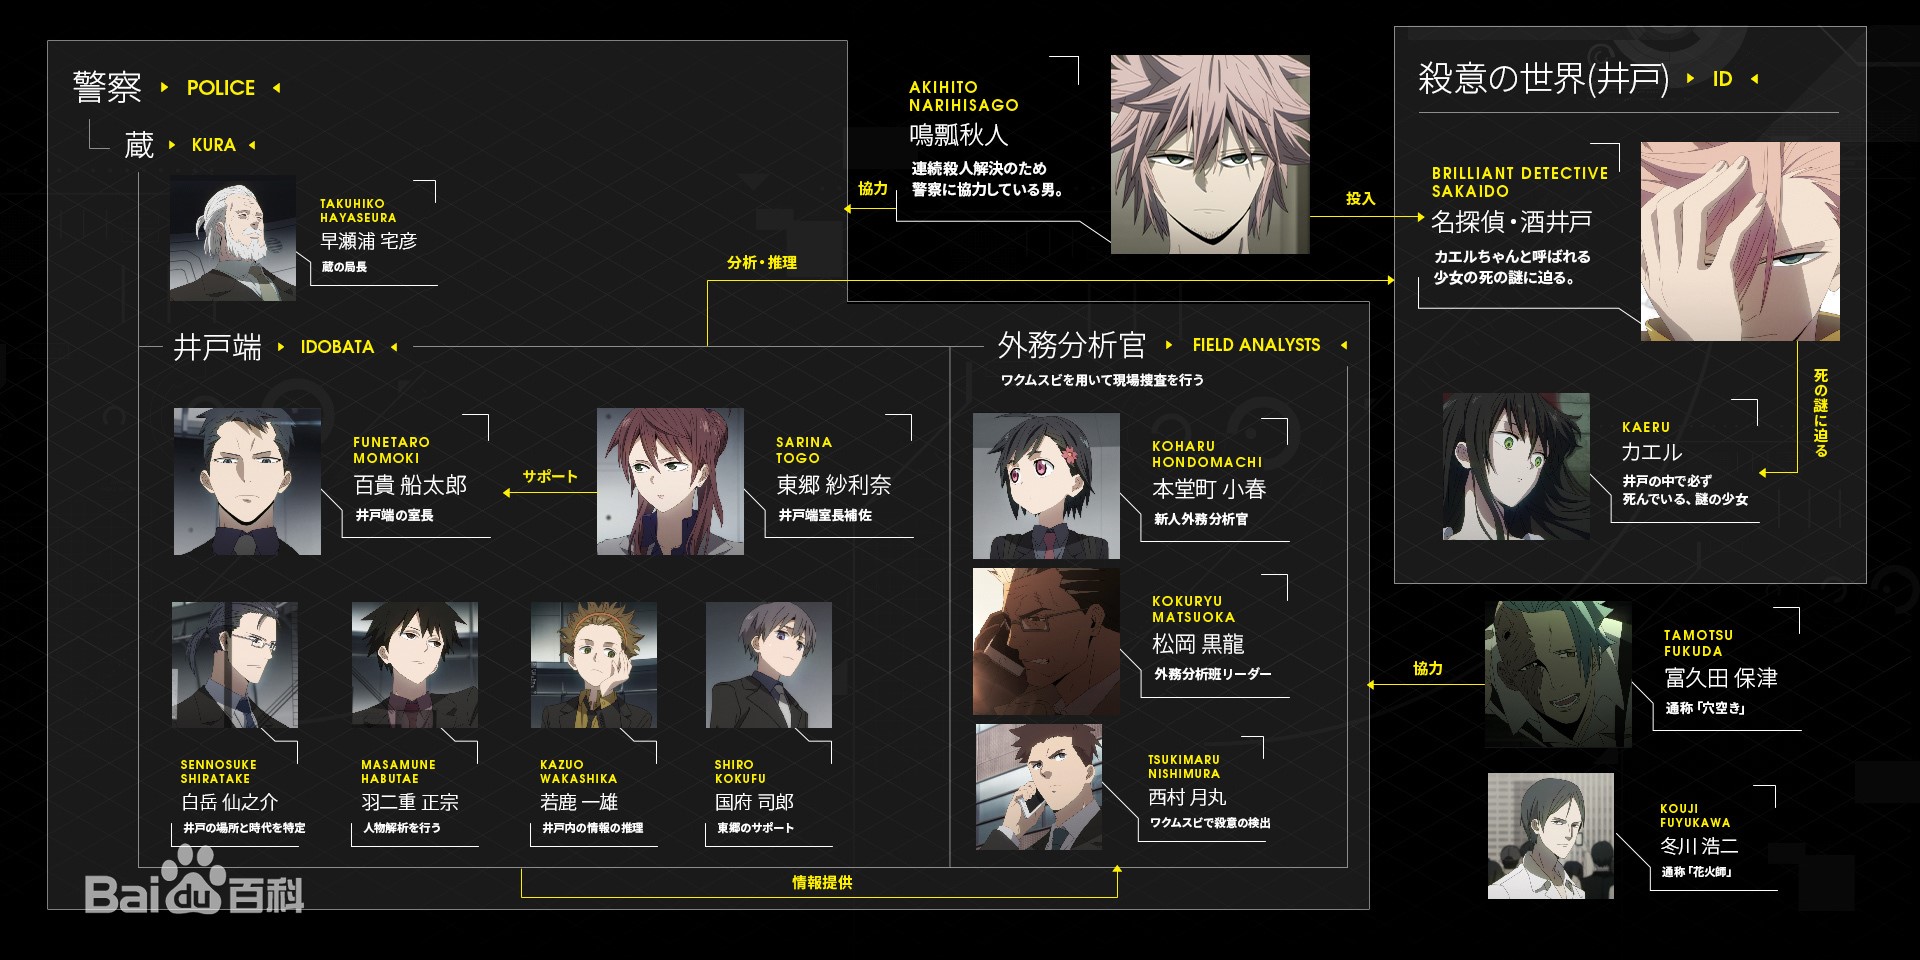 警察 POLICE
蔵 KURA
TAKUHIKO
HAYASEURA
早瀬浦 宅彦
蔵の局長
AKIHITO
NARIHISAGO
鳴瓢秋人
連続殺人解決のため
警察に協力している男。
協力
投入
分析・推理
殺意の世界(井戸) ID
BRILLIANT DETECTIVE
SAKAIDO
名探偵・酒井戸
カエルちゃんと呼ばれる
少女の死の謎に迫る。
死の謎に迫る
KAERU
カエル
井戸の中で必ず
死んでいる、謎の少女
井戸端 IDOBATA
FUNETARO
MOMOKI
百貴 船太郎
井戸端の室長
サポート
SARINA
TOGO
東郷 紗利奈
井戸端室長補佐
SENNOSUKE
SHIRATAKE
白岳 仙之介
井戸の場所と時代を特定
MASAMUNE
HABUTAE
羽二重 正宗
人物解析を行う
KAZUO
WAKASHIKA
若鹿 一雄
井戸内の情報の推理
SHIRO
KOKUFU
国府 司郎
東郷のサポート
外務分析官 FIELD ANALYSTS
ワクムスビを用いて現場捜査を行う
KOHARU
HONDOMACHI
本堂町 小春
新人外務分析官
KOKURYU
MATSUOKA
松岡 黒龍
外務分析班リーダー
TSUKIMARU
NISHIMURA
西村 月丸
ワクムスビで殺意の検出
情報提供
協力
TAMOTSU
FUKUDA
富久田 保津
通称「穴空き」
KOUJI
FUYUKAWA
冬川 浩二
通称「花火師」
Baidu百科